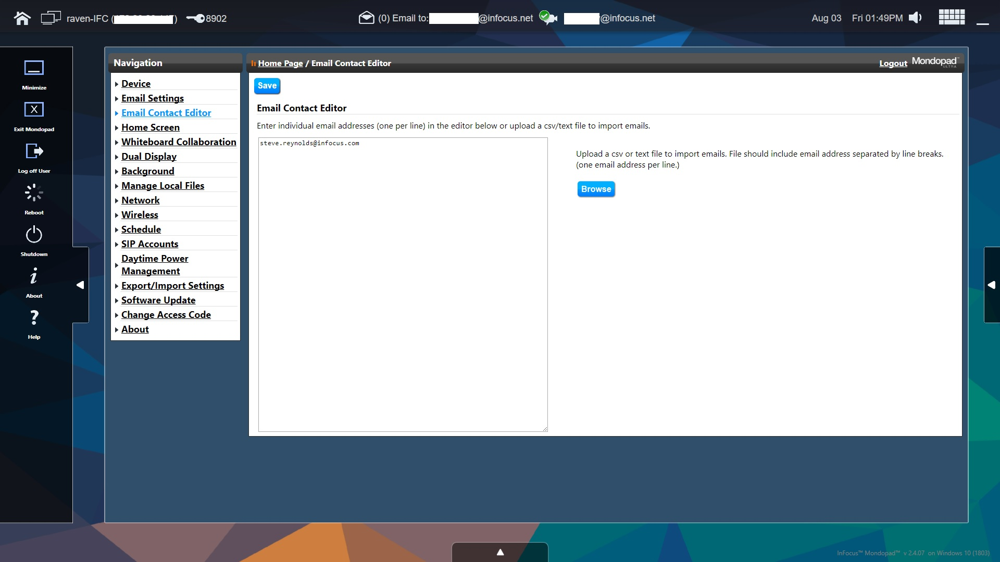 raven-IFC ( ) 8902
(0) Email to: @infocus.net
@infocus.net
Aug 03 Fri 01:49PM
Minimize
X
Exit Mondopad
Log off User
Reboot
Shutdown
i
About
?
Help
Navigation
Device
Email Settings
Email Contact Editor
Home Screen
Whiteboard Collaboration
Dual Display
Background
Manage Local Files
Network
Wireless
Schedule
SIP Accounts
Daytime Power
Management
Export/Import Settings
Software Update
Change Access Code
About
Home Page / Email Contact Editor
Logout Mondopad™
ULTRA
Save
Email Contact Editor
Enter individual email addresses (one per line) in the editor below or upload a csv/text file to import emails.
steve.reynolds@infocus.com
Upload a csv or text file to import emails. File should include email address separated by line breaks.
(one email address per line.)
Browse
InFocus™ Mondopad™ v 2.4.07 on Windows 10 (1803)